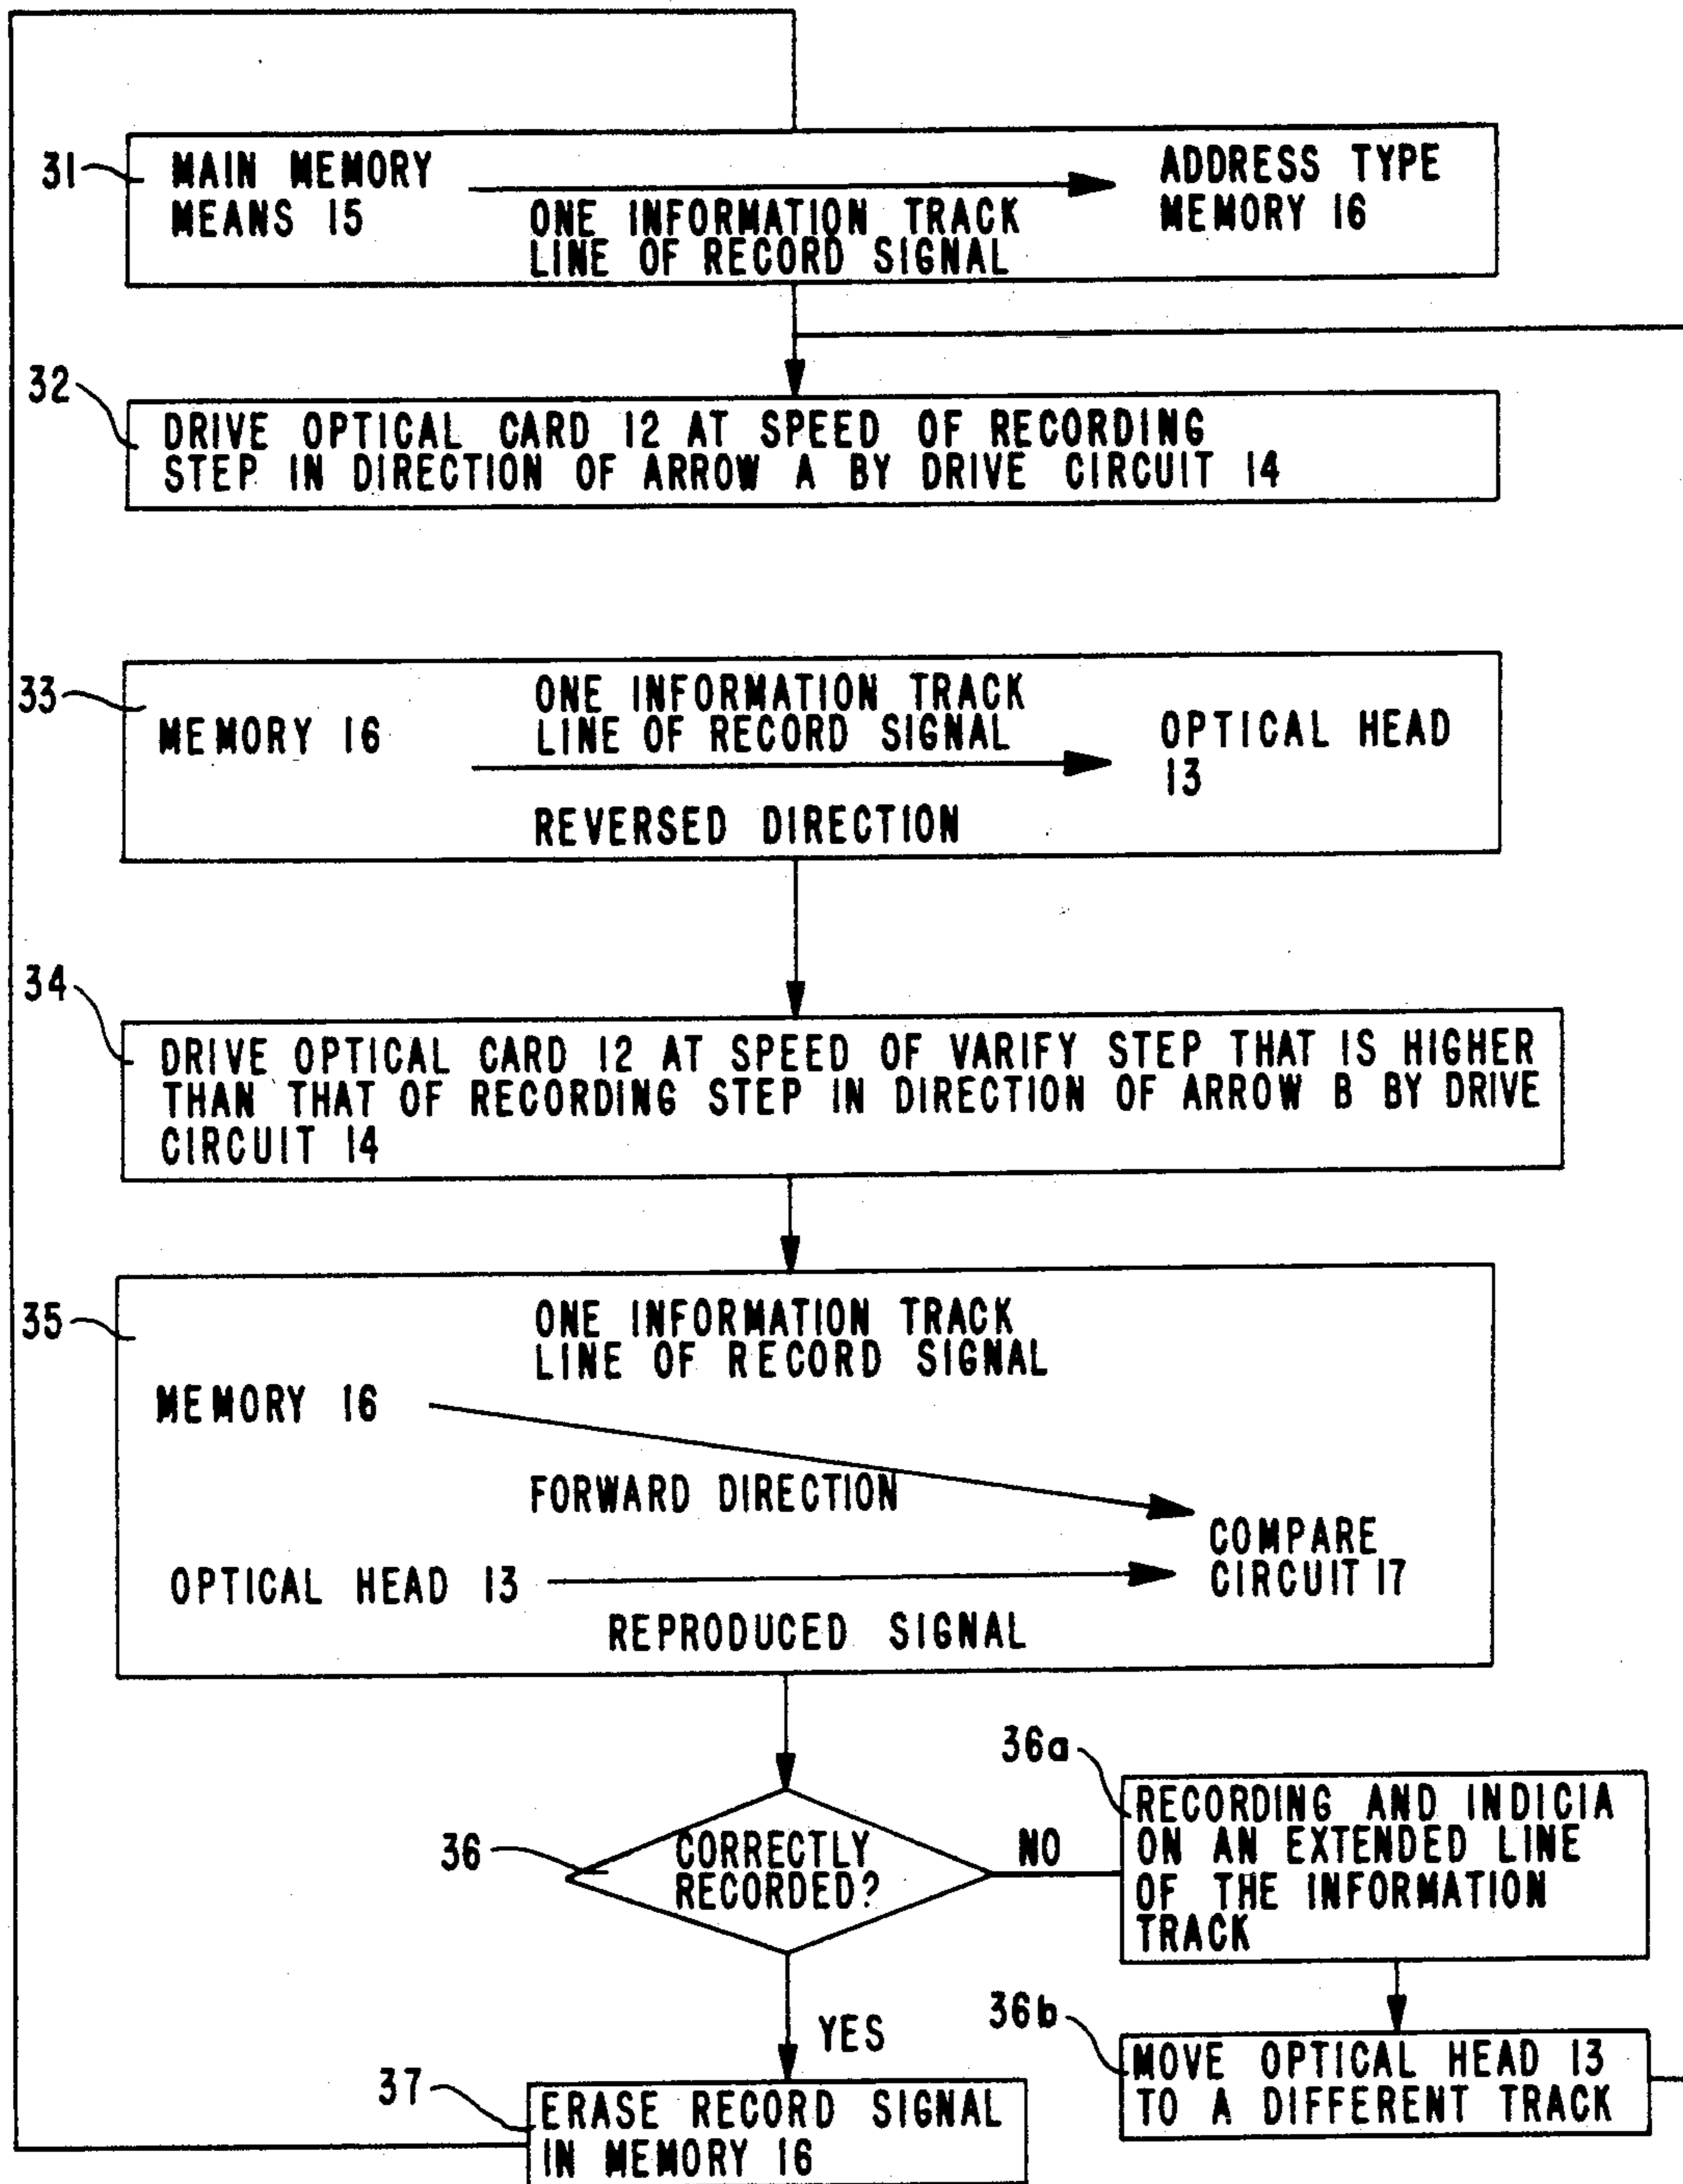 31
MAIN MEMORY
MEANS 15
ONE INFORMATION TRACK
LINE OF RECORD SIGNAL
ADDRESS TYPE
MEMORY 16
32
DRIVE OPTICAL CARD 12 AT SPEED OF RECORDING
STEP IN DIRECTION OF ARROW A BY DRIVE CIRCUIT 14
33
MEMORY 16
ONE INFORMATION TRACK
LINE OF RECORD SIGNAL
REVERSED DIRECTION
OPTICAL HEAD
13
34
DRIVE OPTICAL CARD 12 AT SPEED OF VARIFY STEP THAT IS HIGHER
THAN THAT OF RECORDING STEP IN DIRECTION OF ARROW B BY DRIVE
CIRCUIT 14
35
ONE INFORMATION TRACK
LINE OF RECORD SIGNAL
MEMORY 16
FORWARD DIRECTION
OPTICAL HEAD 13
REPRODUCED SIGNAL
COMPARE
CIRCUIT 17
36
CORRECTLY
RECORDED?
NO
36a
RECORDING AND INDICIA
ON AN EXTENDED LINE
OF THE INFORMATION
TRACK
36b
MOVE OPTICAL HEAD 13
TO A DIFFERENT TRACK
YES
37
ERASE RECORD SIGNAL
IN MEMORY 16